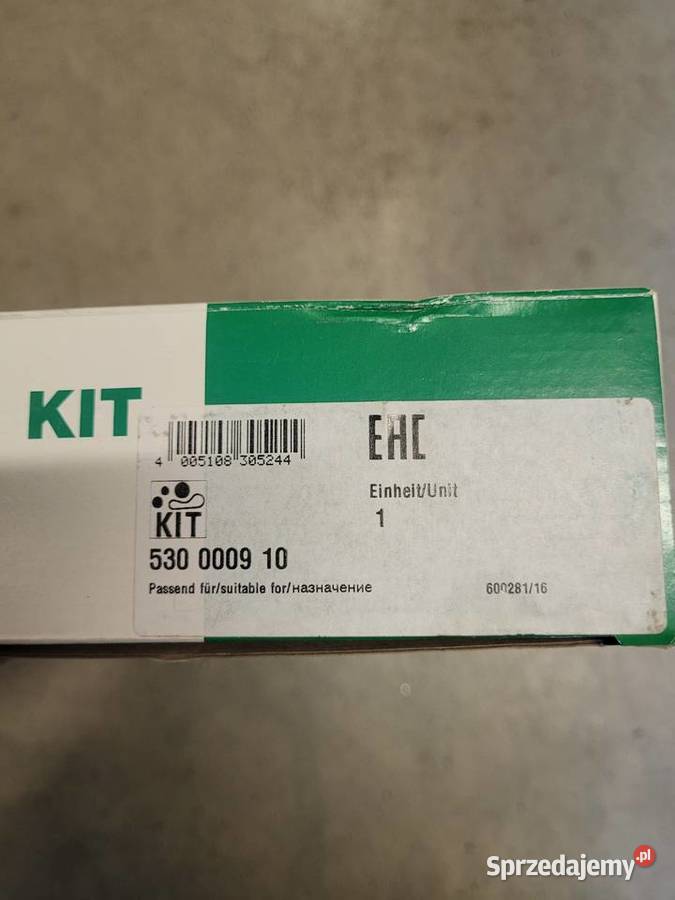 KIT
4 005108 305244
EAC
KIT
Einheit/Unit
1
530 0009 10
Passend für/suitable for/назначение
600281/16
Sprzedajemy.pl